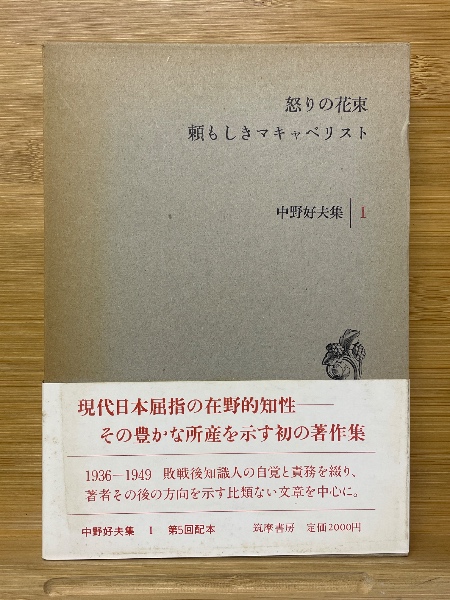 怒りの花束
頼もしきマキャベリスト
中野好夫集 1
現代日本屈指の在野的知性――
その豊かな所産を示す初の著作集
1936―1949 敗戦後知識人の自覚と責務を綴り、
著者その後の方向を示す比類ない文章を中心に。
中野好夫集 1 第5回配本 筑摩書房 定価2000円